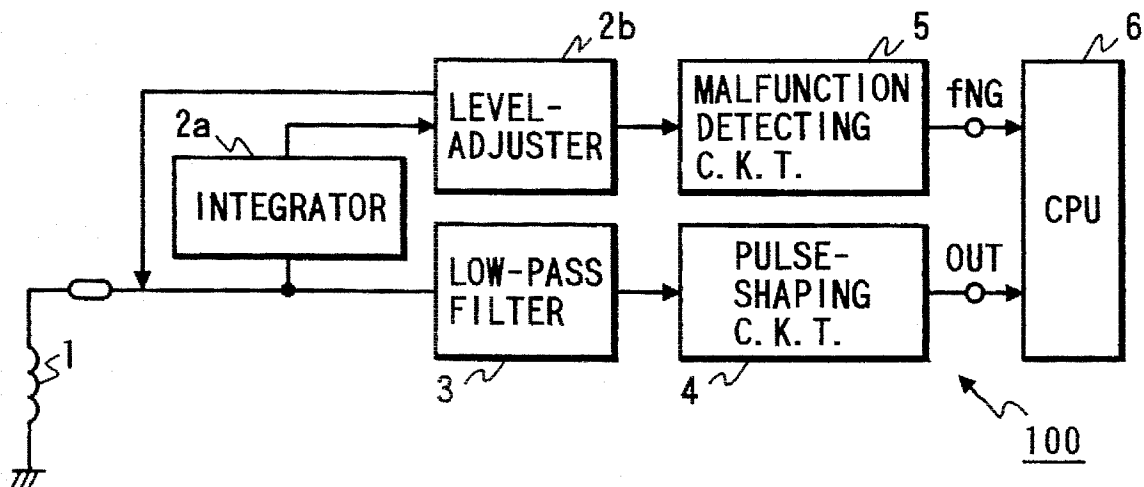 2b
5
6
LEVEL-
ADJUSTER
MALFUNCTION
DETECTING
C. K. T.
fNG
2a
INTEGRATOR
CPU
LOW-PASS
FILTER
PULSE-
SHAPING
C. K. T.
OUT
1
3
4
100